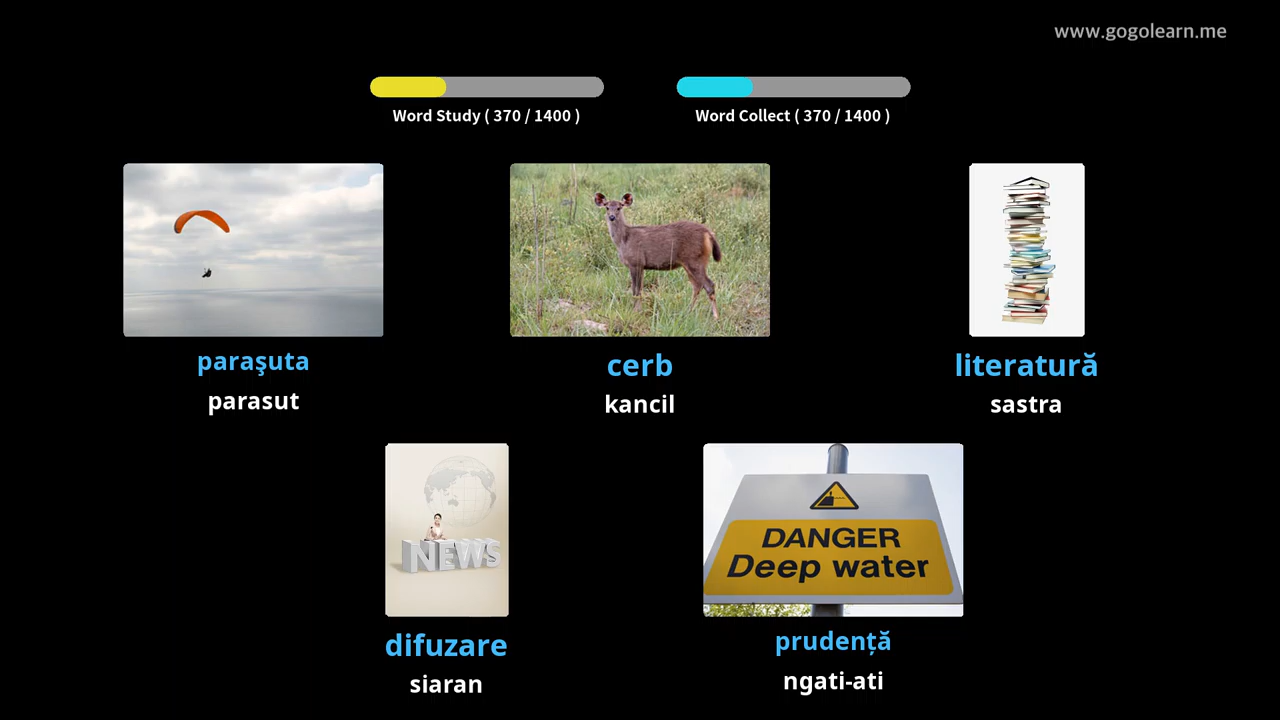 www.gogolearn.me
Word Study ( 370 / 1400 )
Word Collect ( 370 / 1400 )
paraşuta
parasut
cerb
kancil
literatură
sastra
NEWS
difuzare
siaran
DANGER
Deep water
prudență
ngati-ati